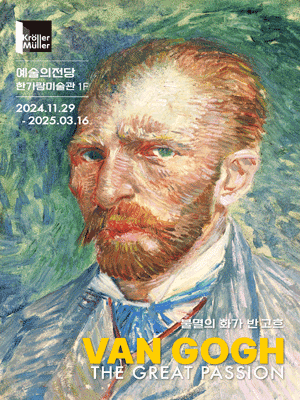 Kröller
Müller
예술의전당
한가람미술관 1F
2024.11.29
- 2025.03.16
불멸의 화가 반 고흐
VAN GOGH
THE GREAT PASSION